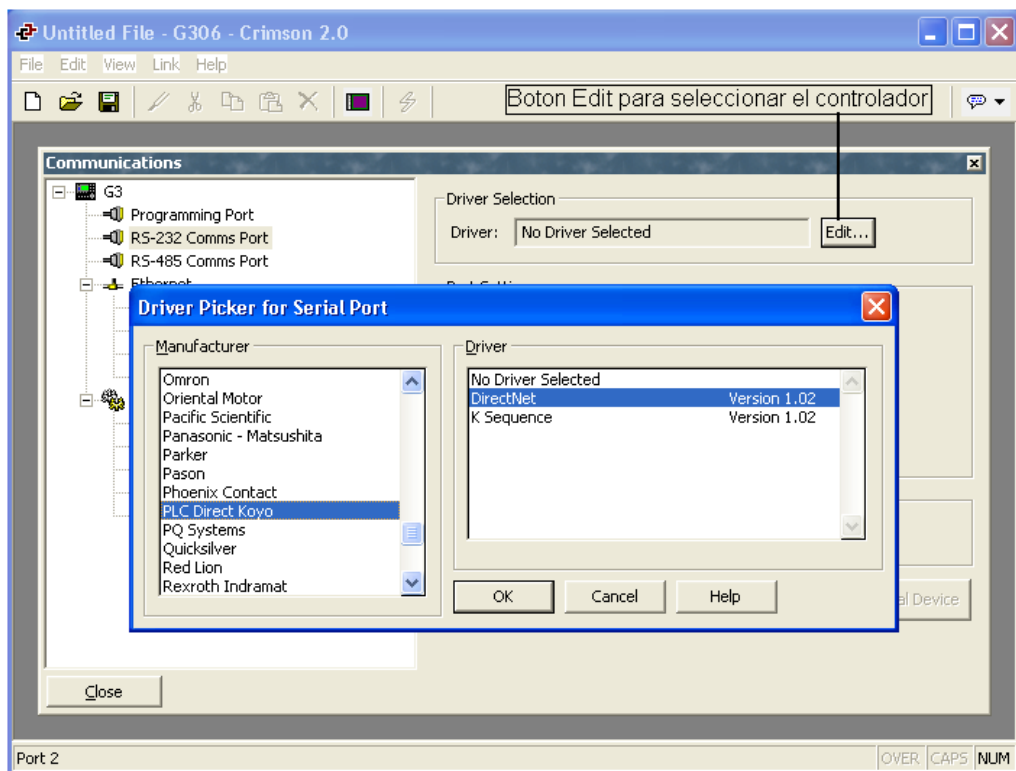 Untitled File - G306 - Crimson 2.0
File Edit View Link Help
Boton Edit para seleccionar el controlador
Communications
G3
Programming Port
RS-232 Comms Port
RS-485 Comms Port
Ethernet
Driver Selection
Driver: No Driver Selected Edit...
Driver Picker for Serial Port
Manufacturer
Omron
Oriental Motor
Pacific Scientific
Panasonic - Matsushita
Parker
Pason
Phoenix Contact
PLC Direct Koyo
PQ Systems
Quicksilver
Red Lion
Rexroth Indramat
Driver
No Driver Selected
DirectNet Version 1.02
K Sequence Version 1.02
OK Cancel Help
Device
Close
Port 2 OVER CAPS NUM